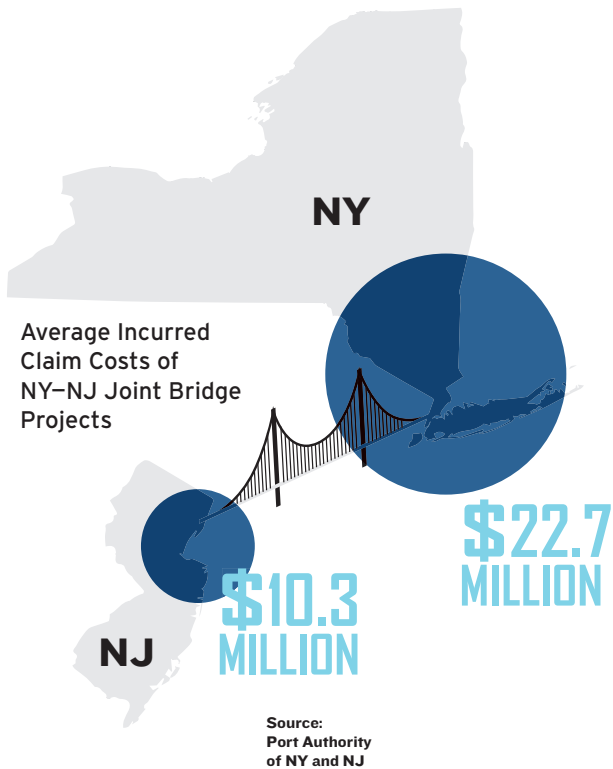 NY
Average Incurred
Claim Costs of
NY–NJ Joint Bridge
Projects
$22.7
MILLION
$10.3
MILLION
NJ
Source:
Port Authority
of NY and NJ